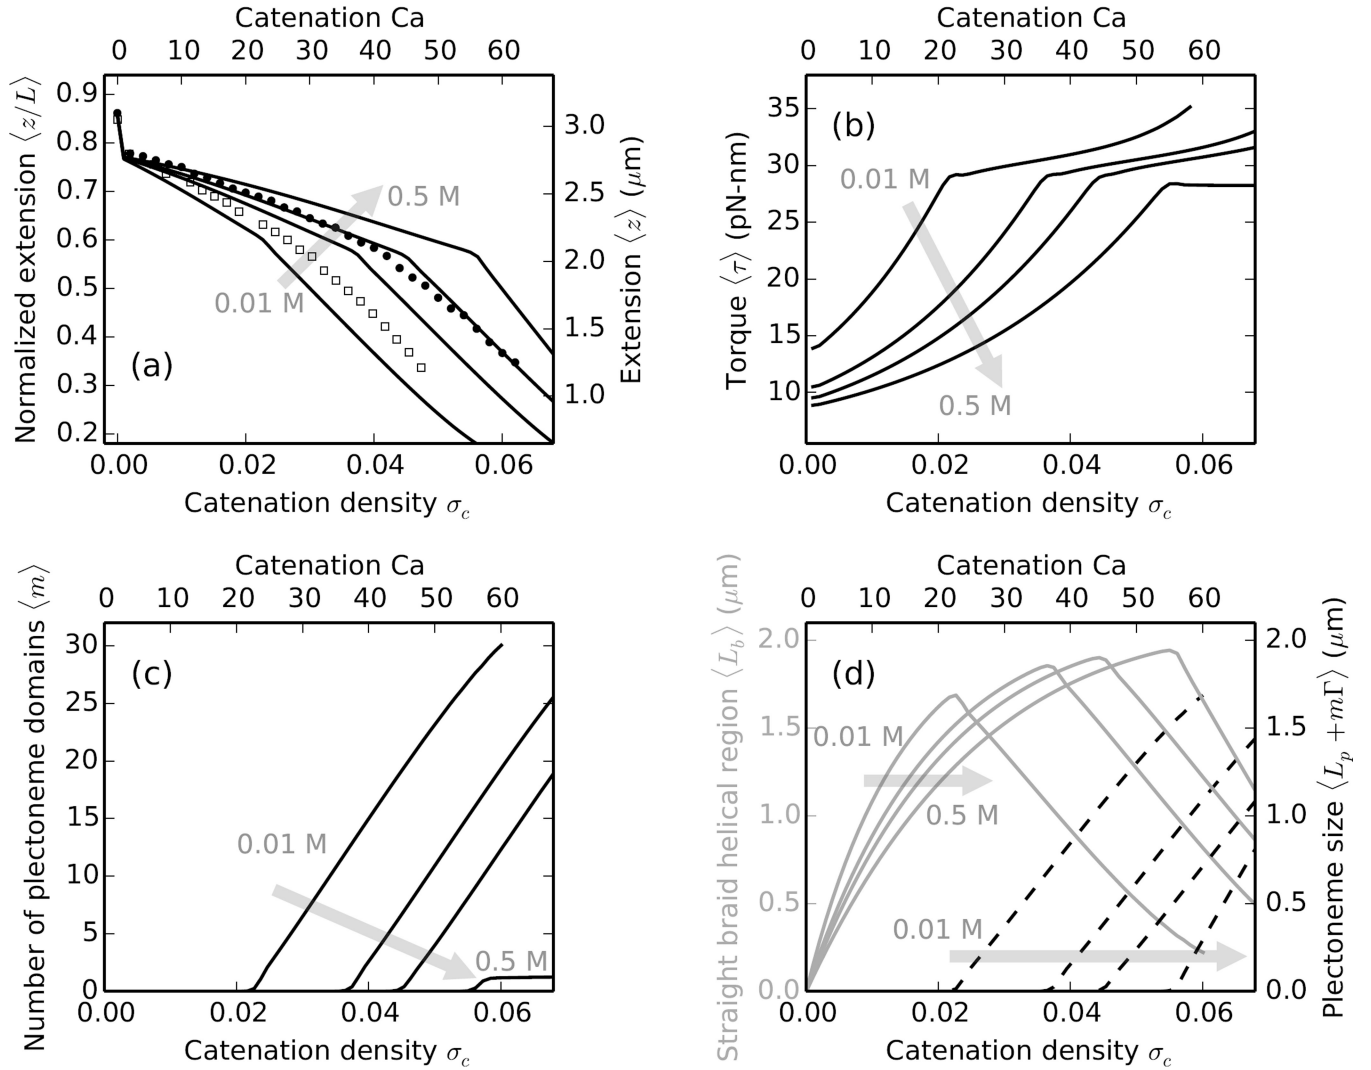 Catenation Ca
0 10 20 30 40 50 60
Normalized extension ⟨z/L⟩
0.9
0.8
0.7
0.6
0.5
0.4
0.3
0.2
3.0
2.5
2.0
1.5
1.0
Extension ⟨z⟩ (μm)
0.5 M
0.01 M
(a)
0.00 0.02 0.04 0.06
Catenation density σc
Catenation Ca
0 10 20 30 40 50 60
Torque ⟨τ⟩ (pN-nm)
35
30
25
20
15
10
(b)
0.01 M
0.5 M
0.00 0.02 0.04 0.06
Catenation density σc
Catenation Ca
0 10 20 30 40 50 60
Number of plectoneme domains ⟨m⟩
30
25
20
15
10
5
0
(c)
0.01 M
0.5 M
0.00 0.02 0.04 0.06
Catenation density σc
Catenation Ca
0 10 20 30 40 50 60
Straight braid helical region ⟨Lb⟩ (μm)
2.0
1.5
1.0
0.5
0.0
2.0
1.5
1.0
0.5
0.0
Plectoneme size ⟨Lp +mΓ⟩ (μm)
(d)
0.01 M
0.5 M
0.01 M
0.00 0.02 0.04 0.06
Catenation density σc